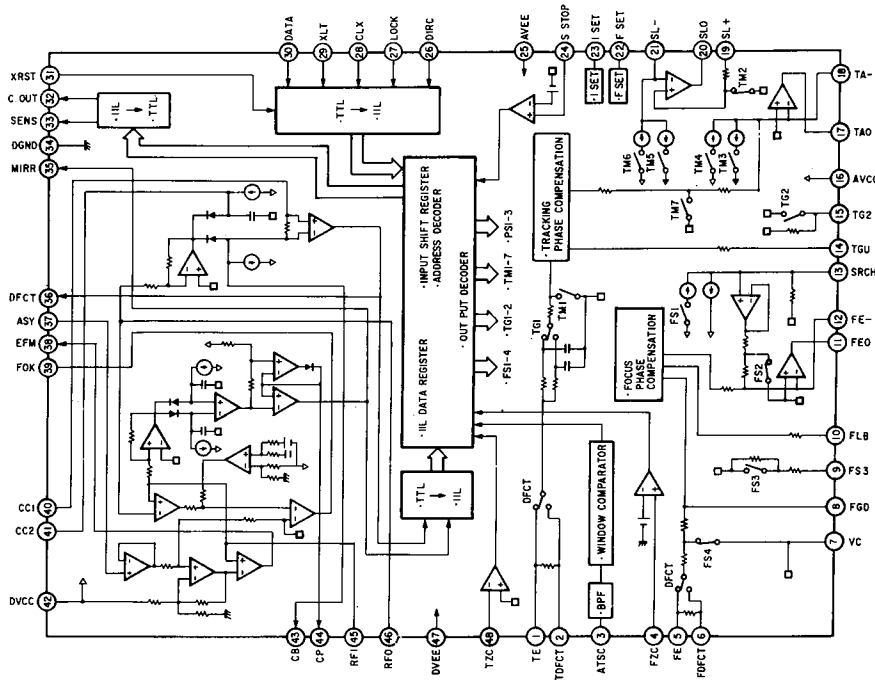 DATA
XLT
CLX
LOCK
DIRC
AVEE
S STOP
I SET
F SET
SL-
SLO
SL+
30
29
28
27
26
25
24
23
22
21
20
19
XRST
31
C.OUT
32
SENS
33
DGND
34
MIRR
35
DFCT
36
ASY
37
EFM
38
FOK
39
CC1
40
CC2
41
DVCC
42
·IIL
→
·TTL
·TTL
→
·IIL
·I SET
·F SET
TM2
TM6
TM5
TM4
TM3
TM7
TG2
18
TA-
17
TAO
16
AVCC
15
TG2
14
TGU
13
SRCH
12
FE-
11
FEO
10
FLB
9
FS3
8
FGD
7
VC
·INPUT SHIFT REGISTER
·ADDRESS DECODER
·OUT PUT DECODER
·IIL DATA REGISTER
·PS1-3
·TM1-7
·TG1-2
·FS1-4
·TRACKING
PHASE COMPENSATION
TG1
TM1
·FOCUS
PHASE
COMPENSATION
FS1
FS2
FS3
FS4
DFCT
DFCT
·TTL
→
·IIL
·WINDOW COMPARATOR
·BPF
43
44
45
46
47
48
1
2
3
4
5
6
CB
CP
RFI
RFO
DVEE
TZC
TE
TDFCT
ATSC
FZC
FE
FDFCT